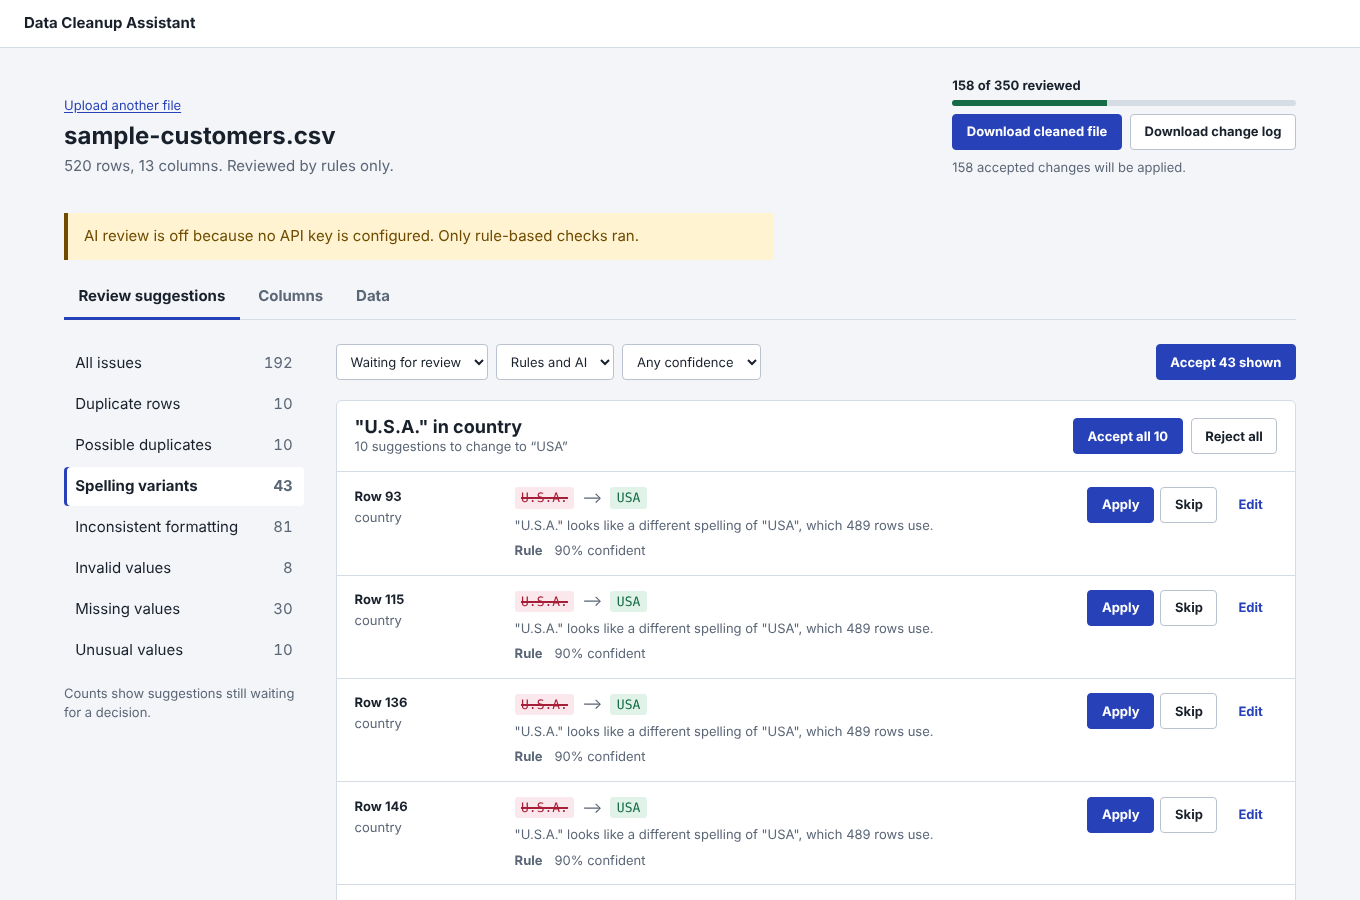 Data Cleanup Assistant
Upload another file
sample-customers.csv
520 rows, 13 columns. Reviewed by rules only.
158 of 350 reviewed
Download cleaned file
Download change log
158 accepted changes will be applied.
AI review is off because no API key is configured. Only rule-based checks ran.
Review suggestions
Columns
Data
All issues 192
Duplicate rows 10
Possible duplicates 10
Spelling variants 43
Inconsistent formatting 81
Invalid values 8
Missing values 30
Unusual values 10
Counts show suggestions still waiting
for a decision.
Waiting for review
Rules and AI
Any confidence
Accept 43 shown
"U.S.A." in country
10 suggestions to change to “USA”
Accept all 10
Reject all
Row 93
country
U.S.A. → USA
"U.S.A." looks like a different spelling of "USA", which 489 rows use.
Rule 90% confident
Apply
Skip
Edit
Row 115
country
U.S.A. → USA
"U.S.A." looks like a different spelling of "USA", which 489 rows use.
Rule 90% confident
Apply
Skip
Edit
Row 136
country
U.S.A. → USA
"U.S.A." looks like a different spelling of "USA", which 489 rows use.
Rule 90% confident
Apply
Skip
Edit
Row 146
country
U.S.A. → USA
"U.S.A." looks like a different spelling of "USA", which 489 rows use.
Rule 90% confident
Apply
Skip
Edit